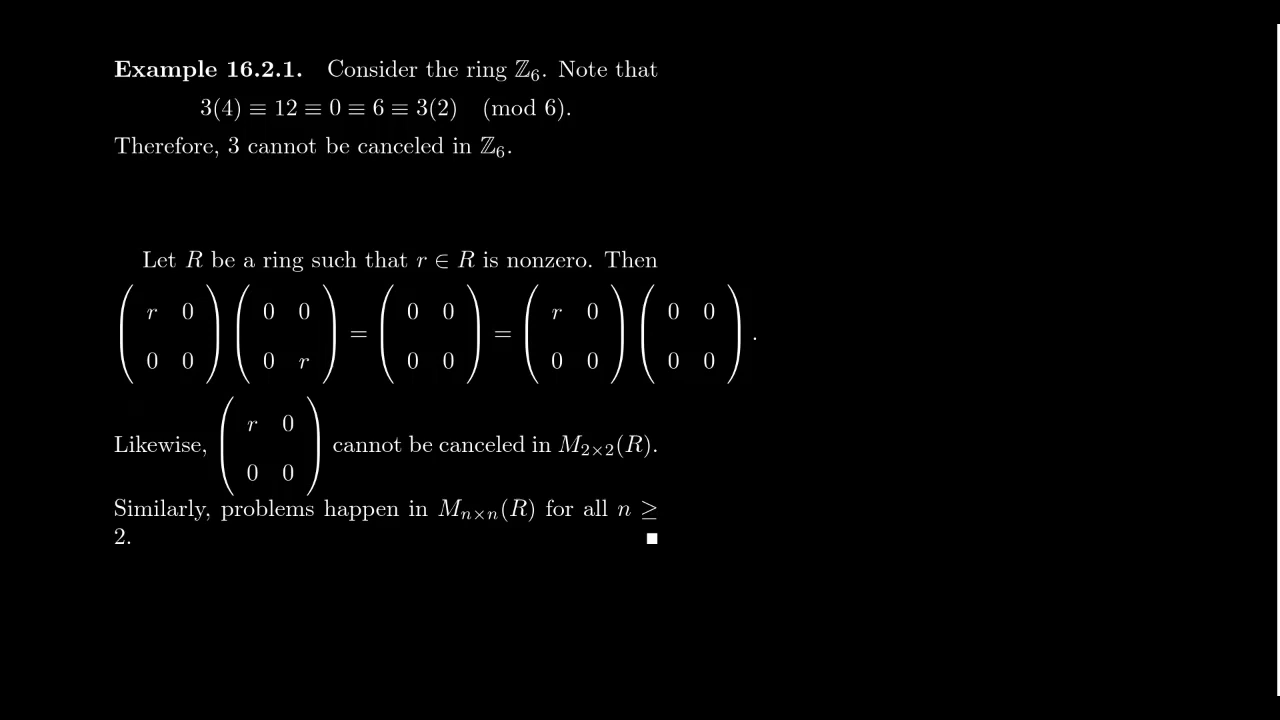 Example 16.2.1. Consider the ring ℤ₆. Note that
3(4) ≡ 12 ≡ 0 ≡ 6 ≡ 3(2) (mod 6).
Therefore, 3 cannot be canceled in ℤ₆.
Let R be a ring such that r ∈ R is nonzero. Then
( r 0 ; 0 0 ) ( 0 0 ; 0 r ) = ( 0 0 ; 0 0 ) = ( r 0 ; 0 0 ) ( 0 0 ; 0 0 ) .
Likewise, ( r 0 ; 0 0 ) cannot be canceled in M₂ₓ₂(R).
Similarly, problems happen in Mₙₓₙ(R) for all n ≥
2. ■